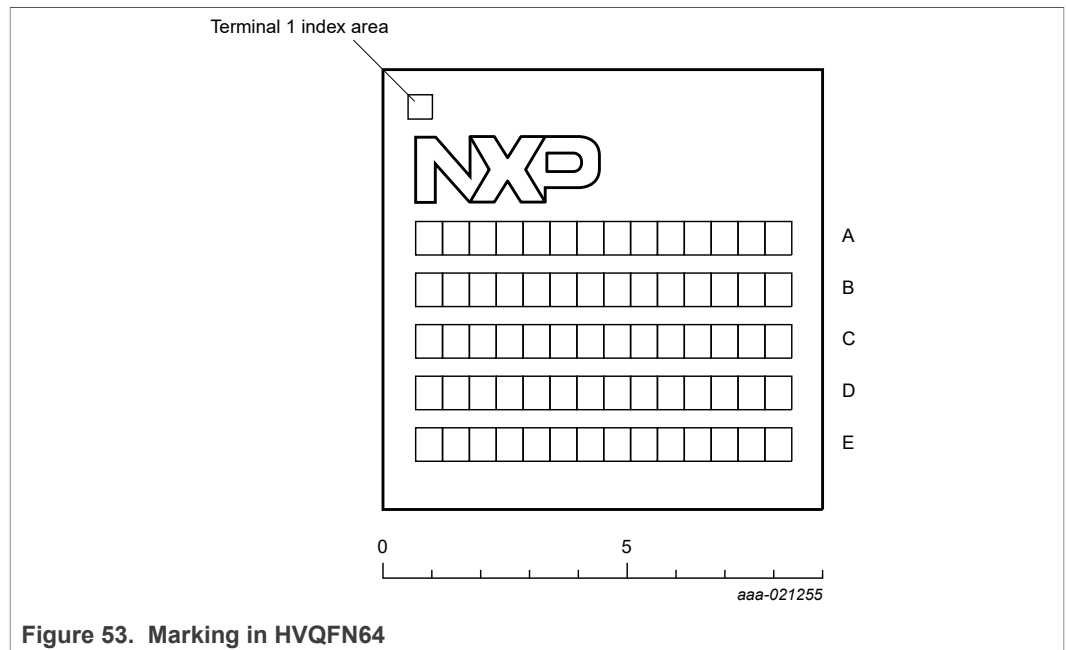 Terminal 1 index area
NXP
A
B
C
D
E
0 5
aaa-021255
Figure 53. Marking in HVQFN64